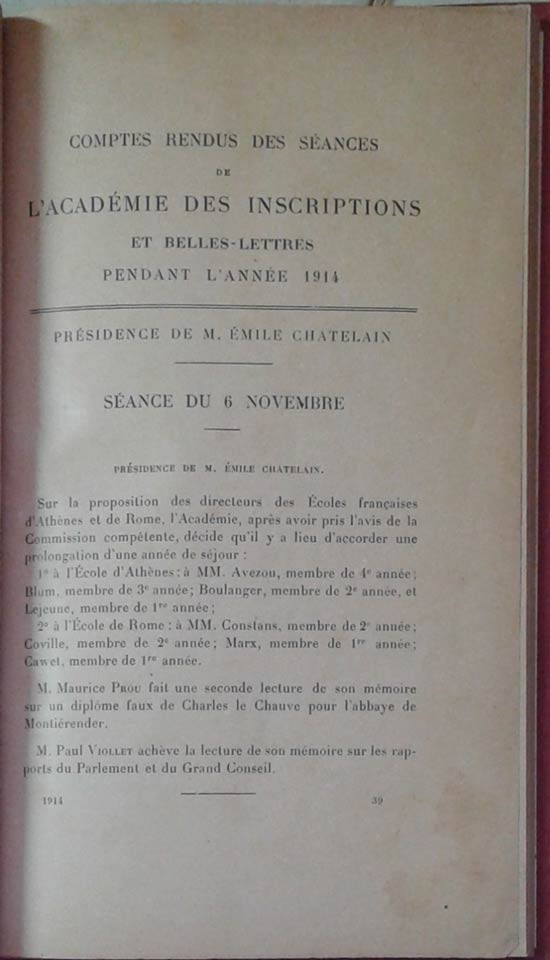 COMPTES RENDUS DES SÉANCES
DE
L'ACADÉMIE DES INSCRIPTIONS
ET BELLES-LETTRES
PENDANT L'ANNÉE 1914
PRÉSIDENCE DE M. ÉMILE CHATELAIN
SÉANCE DU 6 NOVEMBRE
PRÉSIDENCE DE M. ÉMILE CHATELAIN.
Sur la proposition des directeurs des Écoles françaises
d'Athènes et de Rome, l'Académie, après avoir pris l'avis de la
Commission compétente, décide qu'il y a lieu d'accorder une
prolongation d'une année de séjour :
1° à l'École d'Athènes : à MM. Avezou, membre de 4e année ;
Blum, membre de 3e année ; Boulanger, membre de 2e année, et
Lejeune, membre de 1re année ;
2° à l'École de Rome : à MM. Constans, membre de 2e année ;
Coville, membre de 2e année ; Marx, membre de 1re année ;
Gawet, membre de 1re année.
M. Maurice PROU fait une seconde lecture de son mémoire
sur un diplôme faux de Charles le Chauve pour l'abbaye de
Montiérender.
M. Paul VIOLLET achève la lecture de son mémoire sur les rap-
ports du Parlement et du Grand Conseil.
1914 39